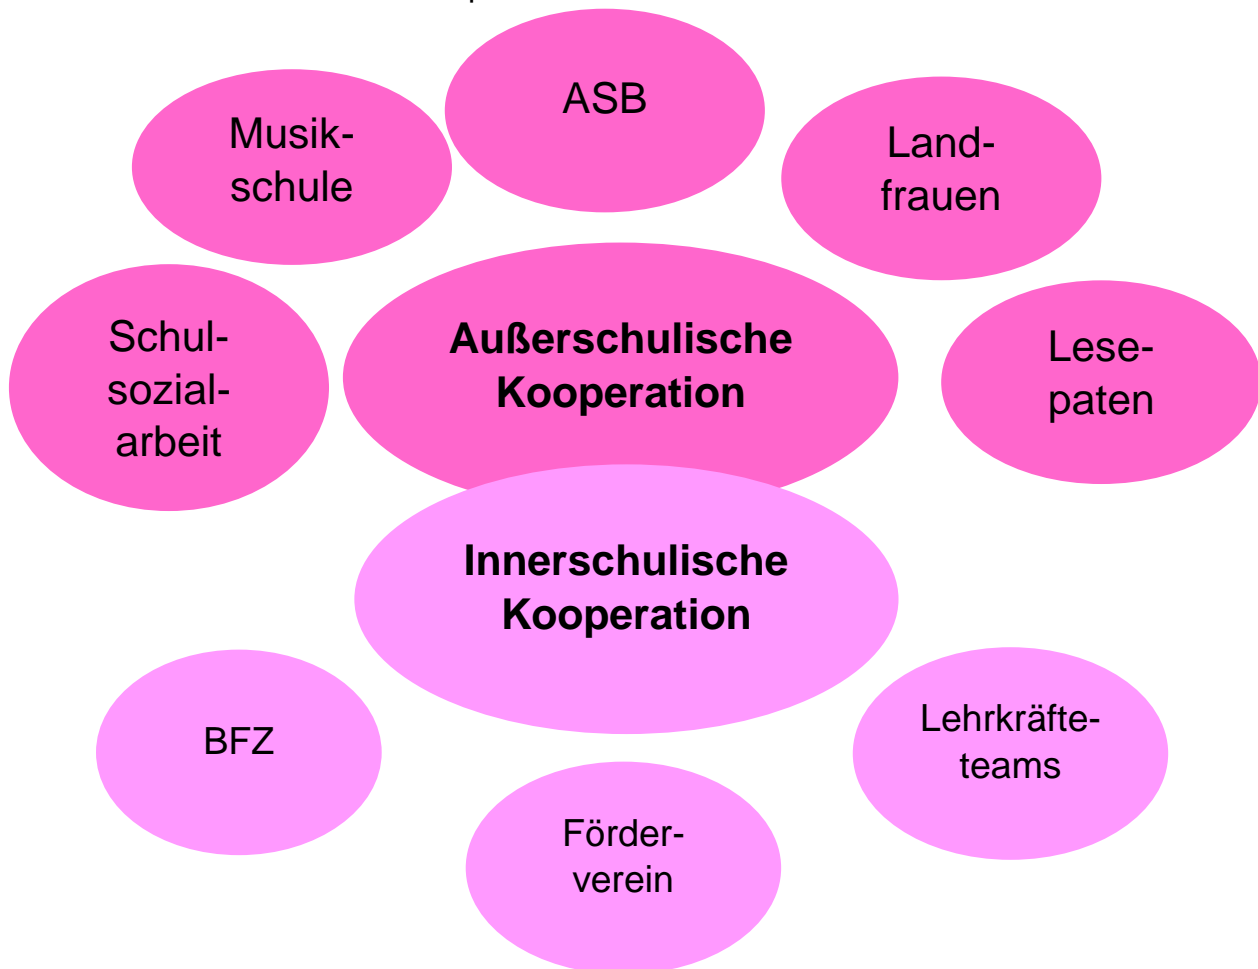 ASB
Musik-
schule
Land-
frauen
Schul-
sozial-
arbeit
Außerschulische
Kooperation
Lese-
paten
Innerschulische
Kooperation
BFZ
Lehrkräfte-
teams
Förder-
verein